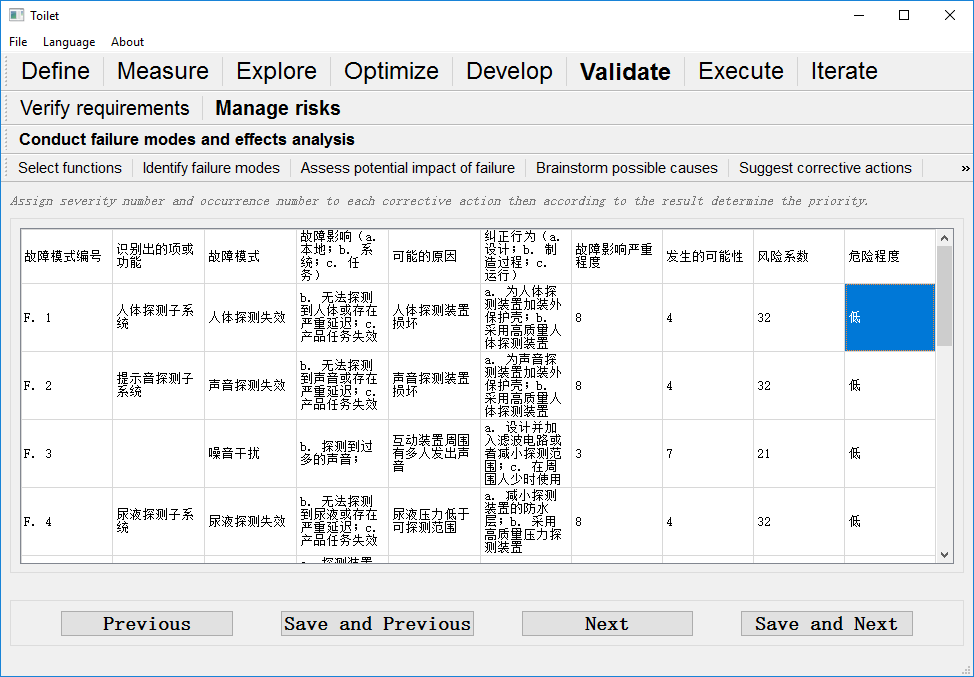 Toilet
File Language About
Define Measure Explore Optimize Develop Validate Execute Iterate
Verify requirements Manage risks
Conduct failure modes and effects analysis
Select functions Identify failure modes Assess potential impact of failure Brainstorm possible causes Suggest corrective actions »
Assign severity number and occurrence number to each corrective action then according to the result determine the priority.
故障模式编号
识别出的项或
功能
故障模式
故障影响（a.
本地；b. 系
统；c. 任
务）
可能的原因
纠正行为（a.
设计；b. 制
造过程；c.
运行）
故障影响严重
程度
发生的可能性
风险系数
危险程度
F. 1
人体探测子系
统
人体探测失效
b. 无法探测
到人体或存在
严重延迟；c.
产品任务失效
人体探测装置
损坏
a. 为人体探
测装置加装外
保护壳；b.
采用高质量人
体探测装置
8
4
32
低
F. 2
提示音探测子
系统
声音探测失效
b. 无法探测
到声音或存在
严重延迟；c.
产品任务失效
声音探测装置
损坏
a. 为声音探
测装置加装外
保护壳；b.
采用高质量人
体探测装置
8
4
32
低
F. 3
噪音干扰
b. 探测到过
多的声音；
互动装置周围
有多人发出声
音
a. 设计并加
入滤波电路或
者减小探测范
围；c. 在周
围人少时使用
3
7
21
低
F. 4
尿液探测子系
统
尿液探测失效
b. 无法探测
到尿液或存在
严重延迟；c.
产品任务失效
尿液压力低于
可探测范围
a. 减小探测
装置的防水
层；b. 采用
高质量压力探
测装置
8
4
32
低
a. 探测装置
Previous Save and Previous Next Save and Next